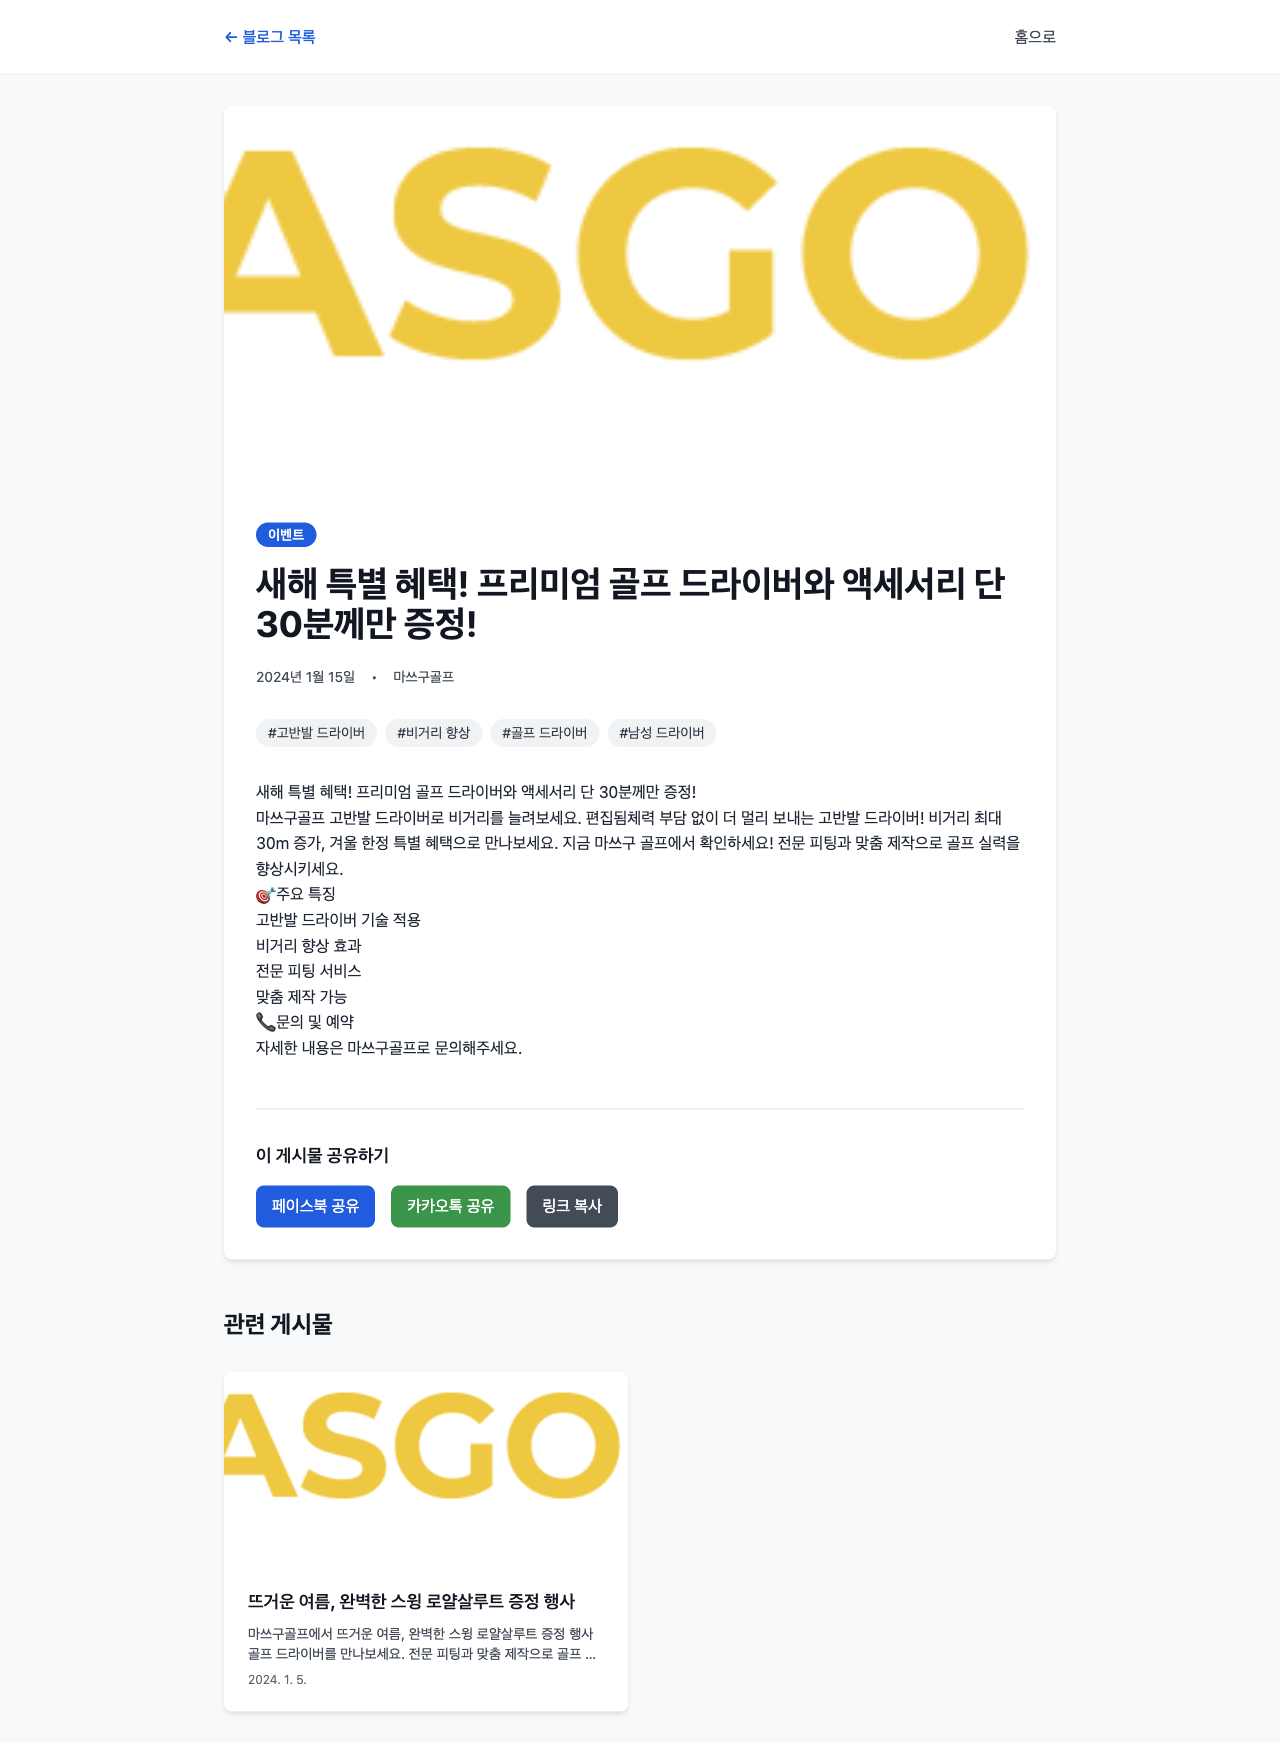 ← 블로그 목록
홈으로
ASGO
이벤트
새해 특별 혜택! 프리미엄 골프 드라이버와 액세서리 단
30분께만 증정!
2024년 1월 15일 • 마쓰구골프
#고반발 드라이버 #비거리 향상 #골프 드라이버 #남성 드라이버
새해 특별 혜택! 프리미엄 골프 드라이버와 액세서리 단 30분께만 증정!
마쓰구골프 고반발 드라이버로 비거리를 늘려보세요. 편집됨체력 부담 없이 더 멀리 보내는 고반발 드라이버! 비거리 최대
30m 증가, 겨울 한정 특별 혜택으로 만나보세요. 지금 마쓰구 골프에서 확인하세요! 전문 피팅과 맞춤 제작으로 골프 실력을
향상시키세요.
🎯주요 특징
고반발 드라이버 기술 적용
비거리 향상 효과
전문 피팅 서비스
맞춤 제작 가능
📞문의 및 예약
자세한 내용은 마쓰구골프로 문의해주세요.
이 게시물 공유하기
페이스북 공유 카카오톡 공유 링크 복사
관련 게시물
ASGO
뜨거운 여름, 완벽한 스윙 로얄살루트 증정 행사
마쓰구골프에서 뜨거운 여름, 완벽한 스윙 로얄살루트 증정 행사
골프 드라이버를 만나보세요. 전문 피팅과 맞춤 제작으로 골프 ...
2024. 1. 5.